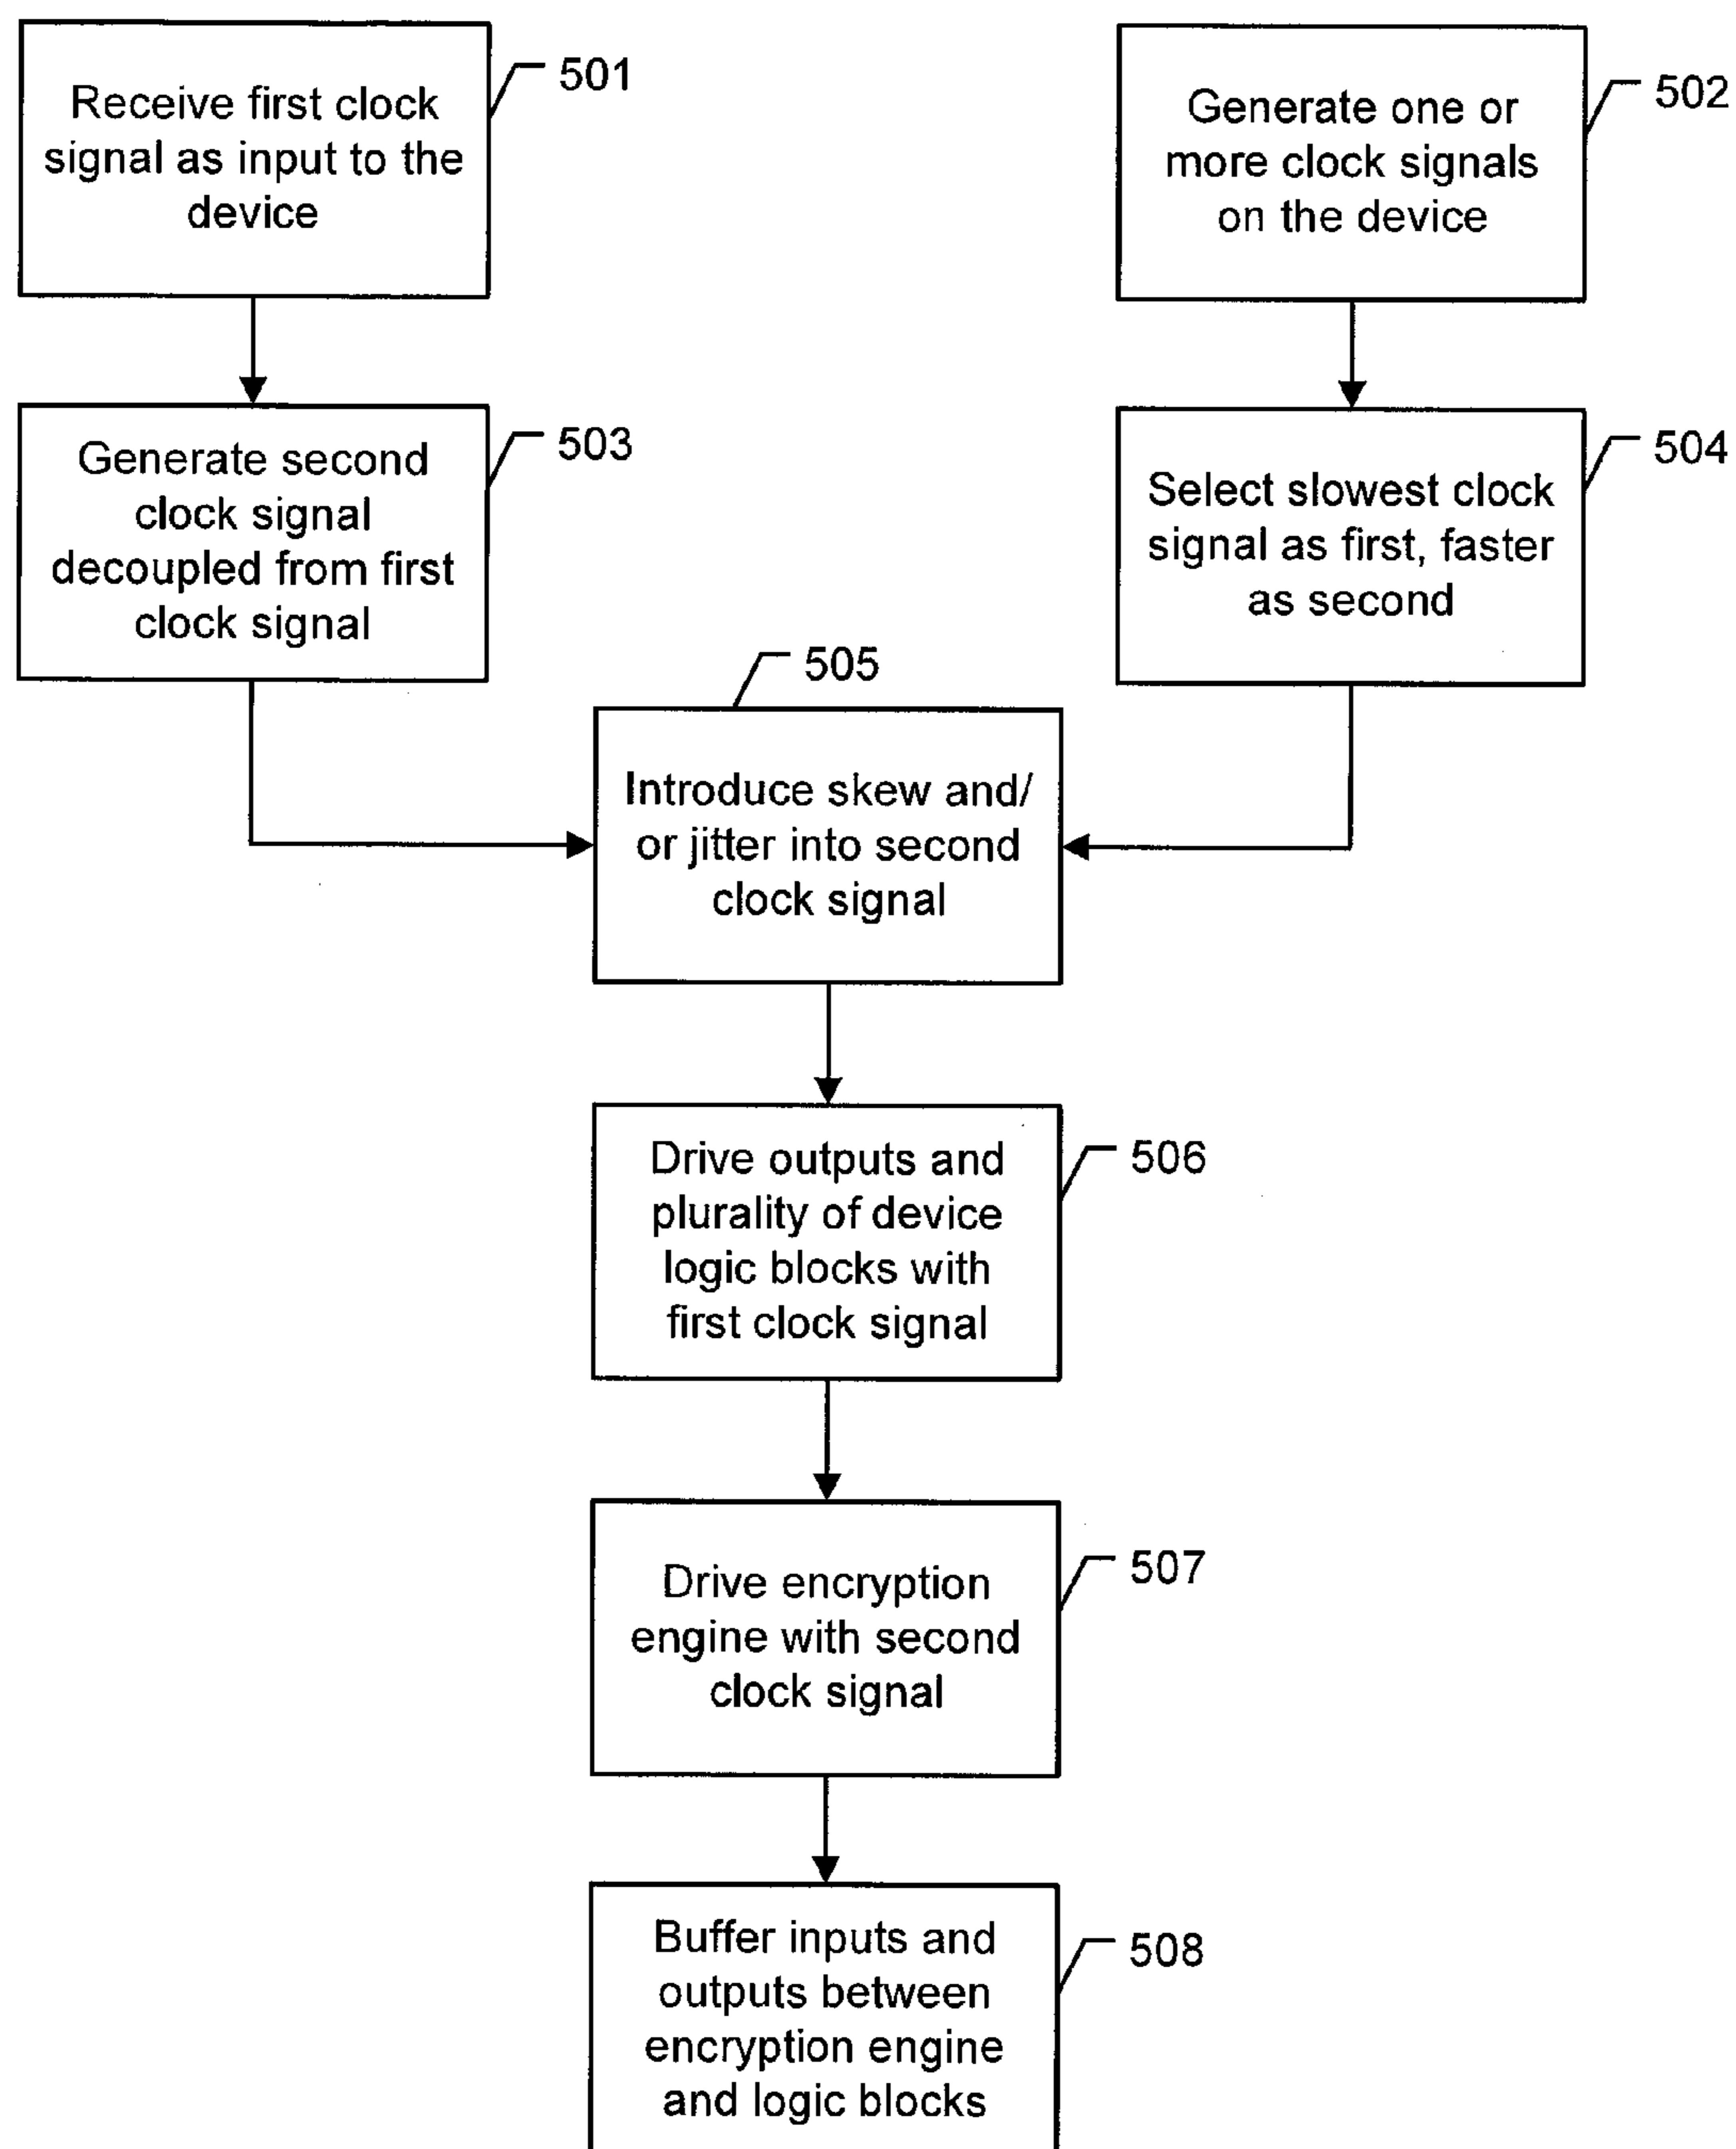 Receive first clock
signal as input to the
device
501
Generate one or
more clock signals
on the device
502
Generate second
clock signal
decoupled from first
clock signal
503
Select slowest clock
signal as first, faster
as second
504
505
Introduce skew and/
or jitter into second
clock signal
Drive outputs and
plurality of device
logic blocks with
first clock signal
506
Drive encryption
engine with second
clock signal
507
Buffer inputs and
outputs between
encryption engine
and logic blocks
508